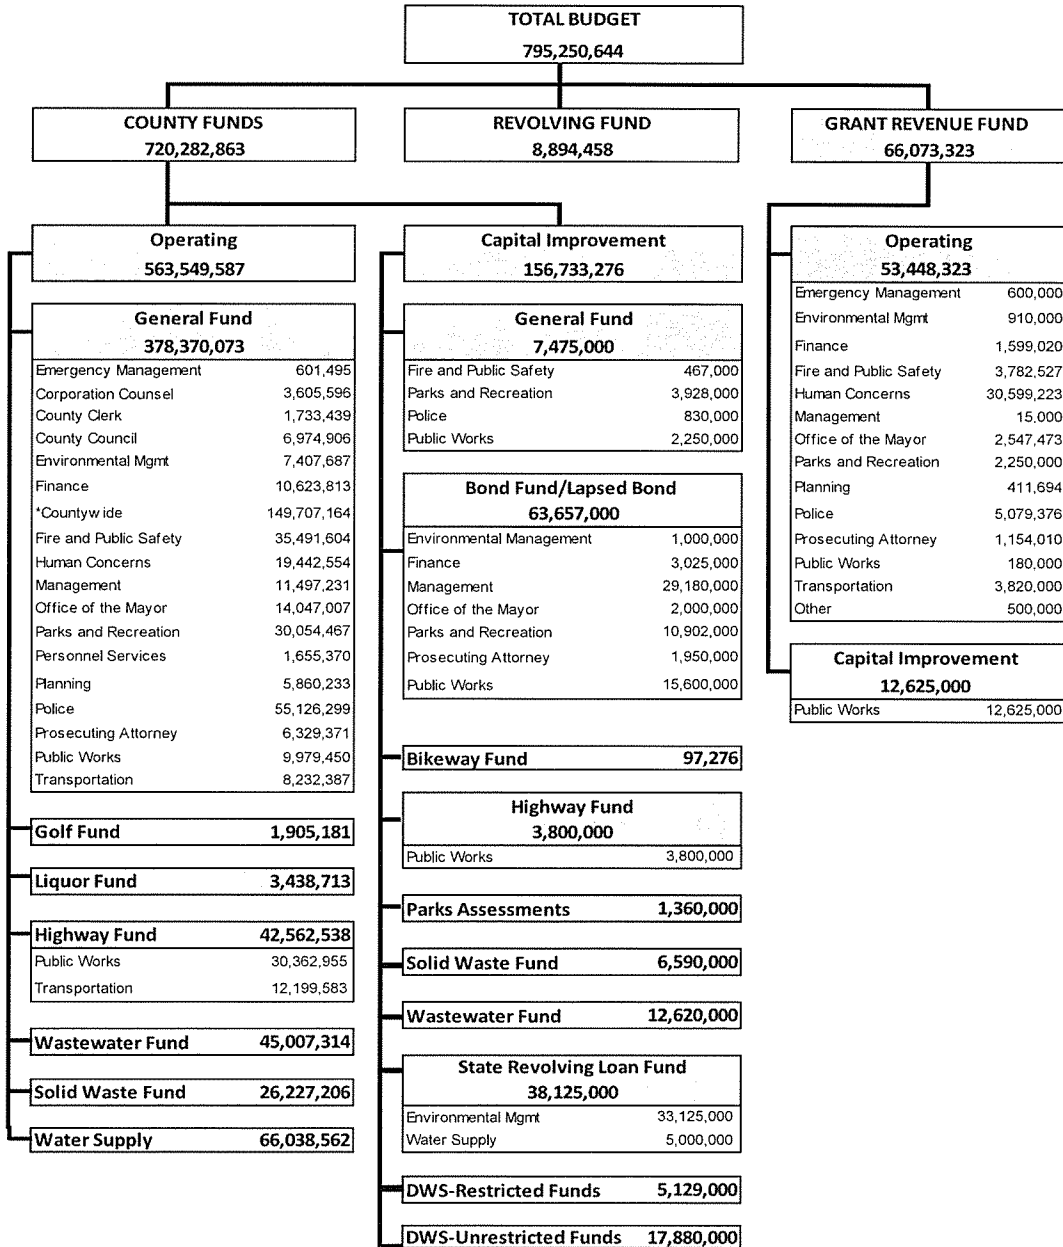 TOTAL BUDGET
795,250,644
COUNTY FUNDS
720,282,863
REVOLVING FUND
8,894,458
GRANT REVENUE FUND
66,073,323
Operating
563,549,587
General Fund
378,370,073
Emergency Management 601,495
Corporation Counsel 3,605,596
County Clerk 1,733,439
County Council 6,974,906
Environmental Mgmt 7,407,687
Finance 10,623,813
*Countywide 149,707,164
Fire and Public Safety 35,491,604
Human Concerns 19,442,554
Management 11,497,231
Office of the Mayor 14,047,007
Parks and Recreation 30,054,467
Personnel Services 1,655,370
Planning 5,860,233
Police 55,126,299
Prosecuting Attorney 6,329,371
Public Works 9,979,450
Transportation 8,232,387
Golf Fund 1,905,181
Liquor Fund 3,438,713
Highway Fund 42,562,538
Public Works 30,362,955
Transportation 12,199,583
Wastewater Fund 45,007,314
Solid Waste Fund 26,227,206
Water Supply 66,038,562
Capital Improvement
156,733,276
General Fund
7,475,000
Fire and Public Safety 467,000
Parks and Recreation 3,928,000
Police 830,000
Public Works 2,250,000
Bond Fund/Lapsed Bond
63,657,000
Environmental Management 1,000,000
Finance 3,025,000
Management 29,180,000
Office of the Mayor 2,000,000
Parks and Recreation 10,902,000
Prosecuting Attorney 1,950,000
Public Works 15,600,000
Bikeway Fund 97,276
Highway Fund
3,800,000
Public Works 3,800,000
Parks Assessments 1,360,000
Solid Waste Fund 6,590,000
Wastewater Fund 12,620,000
State Revolving Loan Fund
38,125,000
Environmental Mgmt 33,125,000
Water Supply 5,000,000
DWS-Restricted Funds 5,129,000
DWS-Unrestricted Funds 17,880,000
Operating
53,448,323
Emergency Management 600,000
Environmental Mgmt 910,000
Finance 1,599,020
Fire and Public Safety 3,782,527
Human Concerns 30,599,223
Management 15,000
Office of the Mayor 2,547,473
Parks and Recreation 2,250,000
Planning 411,694
Police 5,079,376
Prosecuting Attorney 1,154,010
Public Works 180,000
Transportation 3,820,000
Other 500,000
Capital Improvement
12,625,000
Public Works 12,625,000